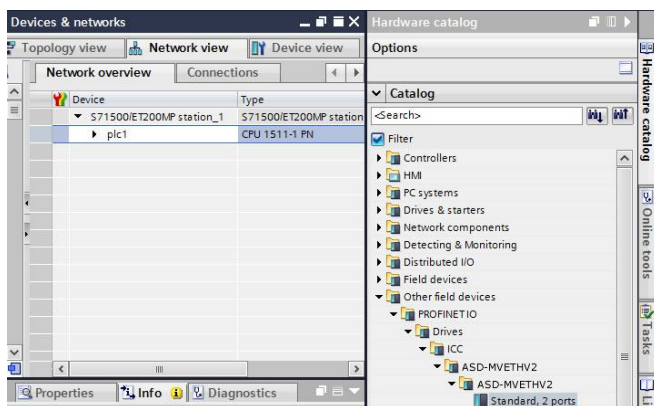 Devices & networks
Topology view
Network view
Device view
Network overview
Connections
Device
Type
S71500/ET200MP station_1
S71500/ET200MP station
plc1
CPU 1511-1 PN
Properties
Info
Diagnostics
Hardware catalog
Options
Catalog
<Search>
Filter
Controllers
HMI
PC systems
Drives & starters
Network components
Detecting & Monitoring
Distributed I/O
Field devices
Other field devices
PROFINET IO
Drives
ICC
ASD-MVETHV2
ASD-MVETHV2
Standard, 2 ports
Hardware catalog
Online tools
Tasks